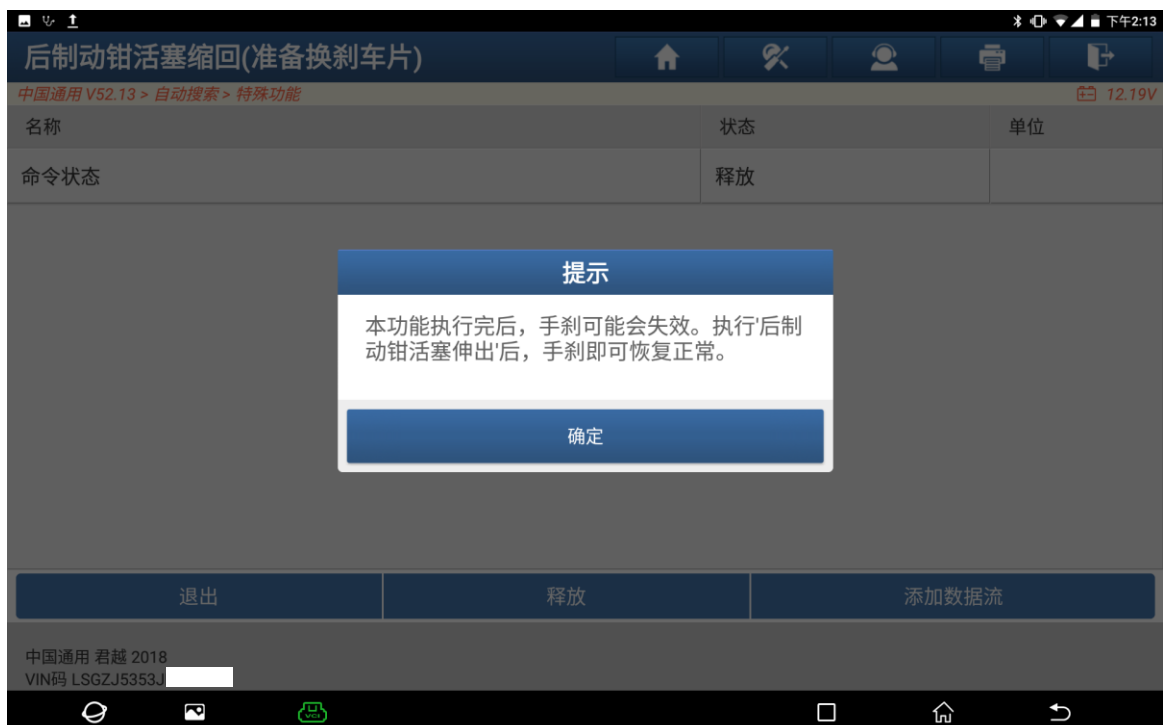 下午2:13
后制动钳活塞缩回(准备换刹车片)
中国通用 V52.13 > 自动搜索 > 特殊功能
12.19V
名称 状态 单位
命令状态 释放
提示
本功能执行完后，手刹可能会失效。执行'后制
动钳活塞伸出'后，手刹即可恢复正常。
确定
退出 释放 添加数据流
中国通用 君越 2018
VIN码 LSGZJ5353J
VCI